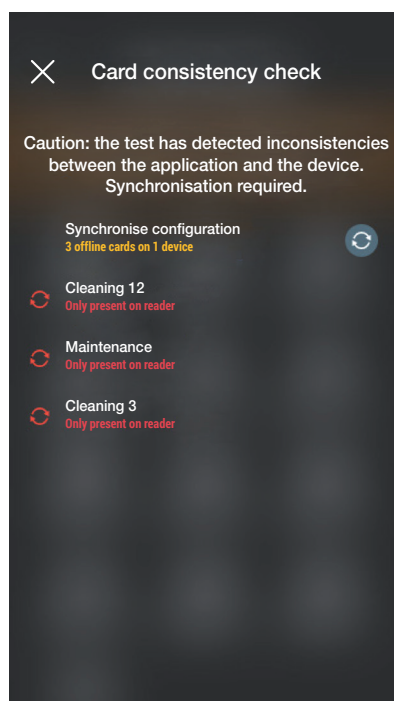 Card consistency check
Caution: the test has detected inconsistencies
between the application and the device.
Synchronisation required.
Synchronise configuration
3 offline cards on 1 device
Cleaning 12
Only present on reader
Maintenance
Only present on reader
Cleaning 3
Only present on reader